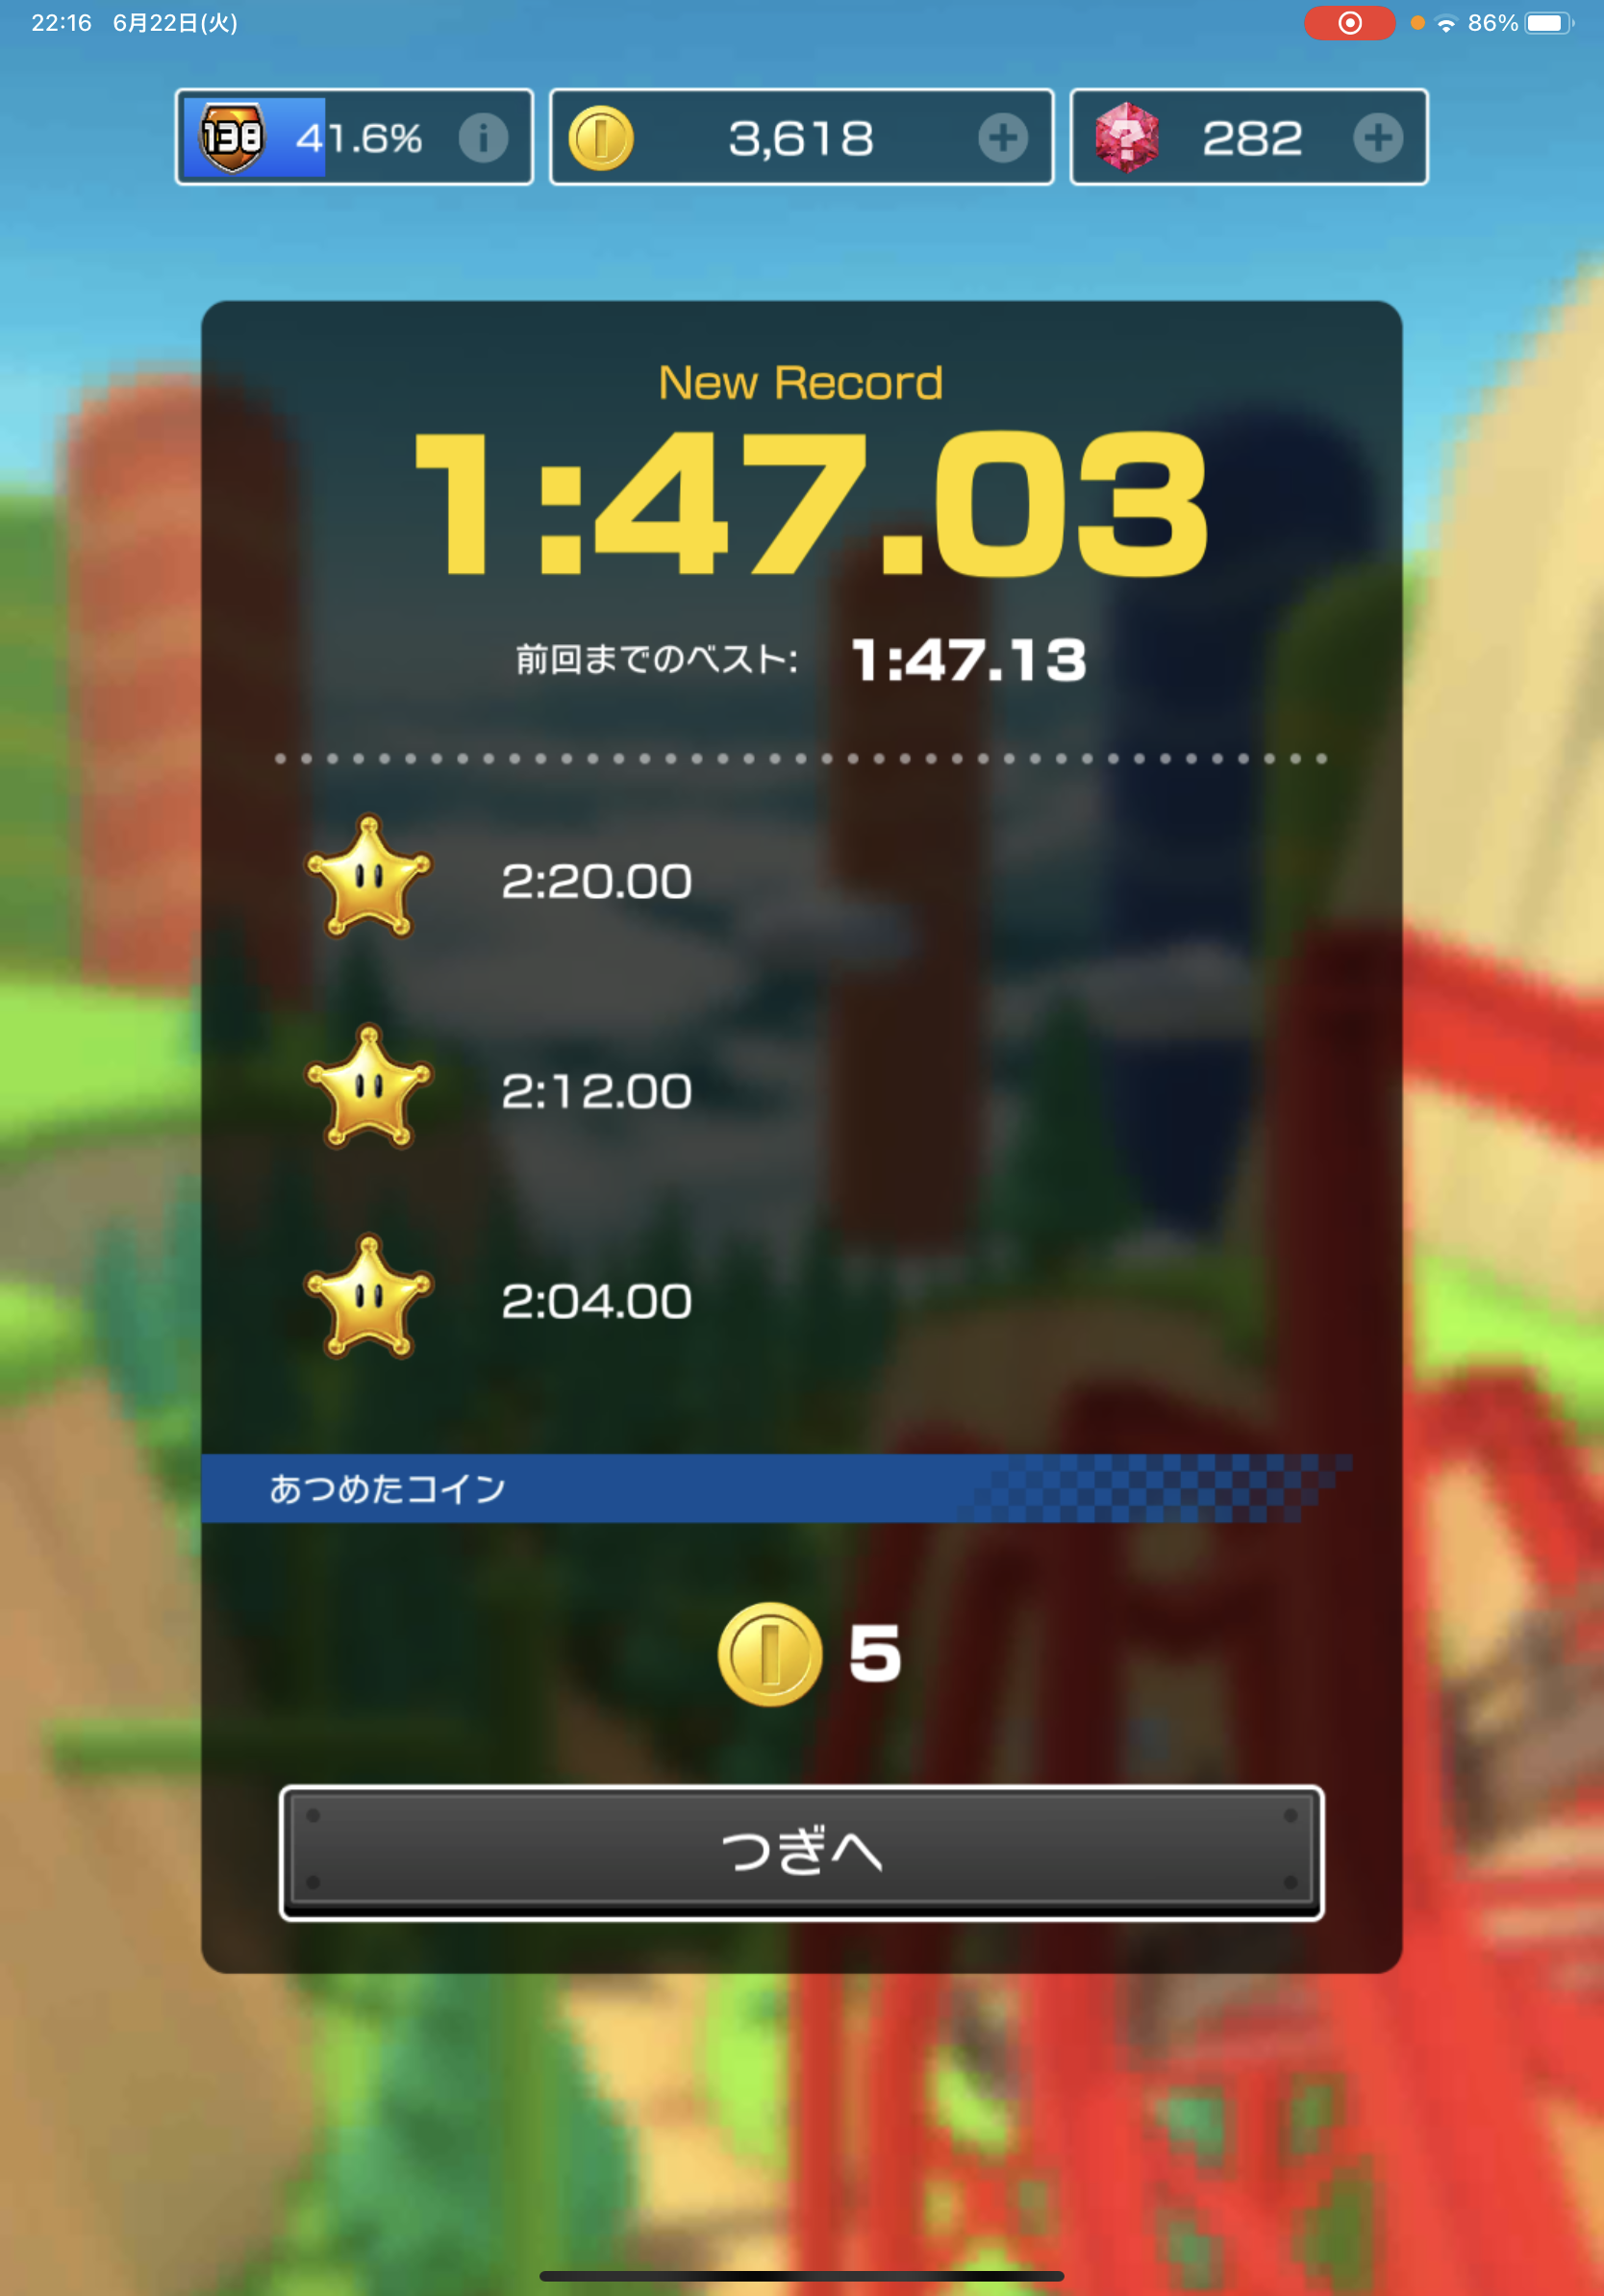 22:16 6月22日(火) 86%
138 41.6% i 3,618 + ? 282 +
New Record
1:47.03
前回までのベスト: 1:47.13
2:20.00
2:12.00
2:04.00
あつめたコイン
5
つぎへ